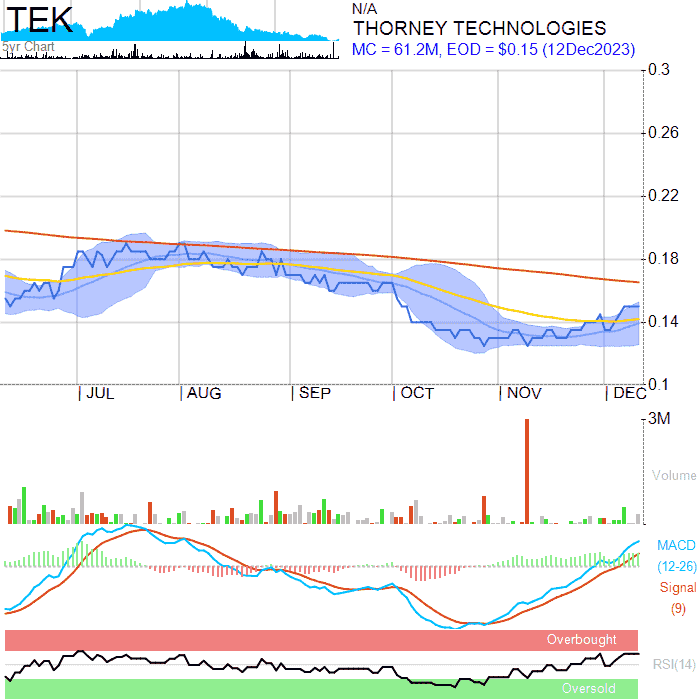 TEK
5yr Chart
N/A
THORNEY TECHNOLOGIES
MC = 61.2M, EOD = $0.15 (12Dec2023)
0.3
0.26
0.22
0.18
0.14
0.1
JUL AUG SEP OCT NOV DEC
3M
Volume
MACD
(12-26)
Signal
(9)
Overbought
RSI(14)
Oversold